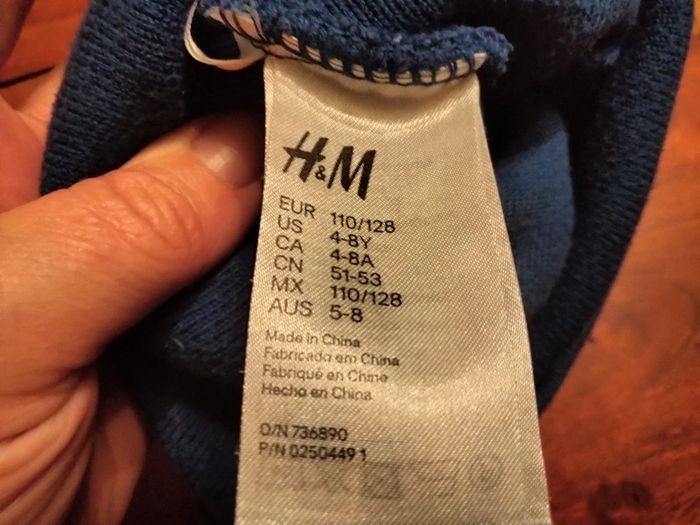 H&M
EUR 110/128
US 4-8Y
CA 4-8A
CN 51-53
MX 110/128
AUS 5-8
Made in China
Fabricado em China
Fabriqué en Chine
Hecho en China
O/N 736890
P/N 02504491